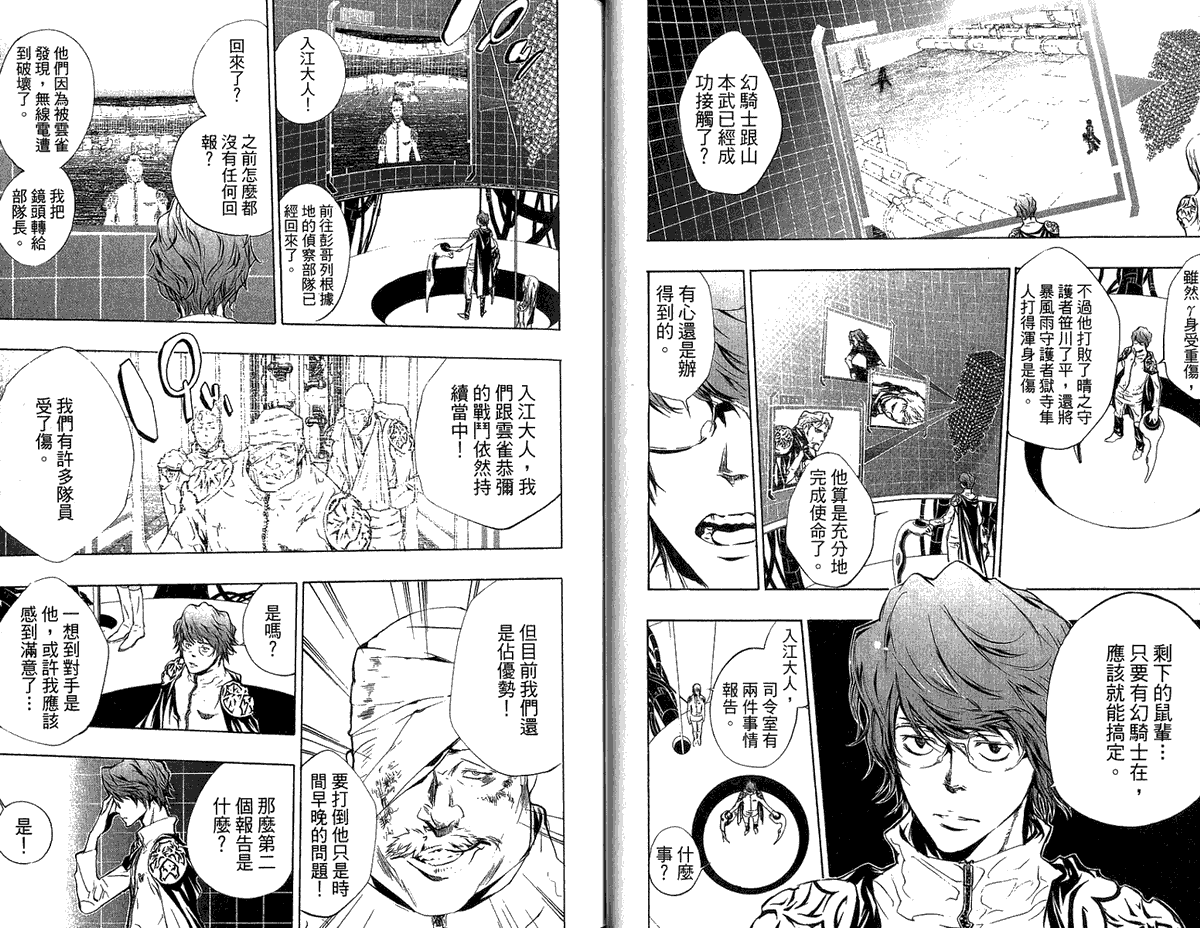 幻騎士跟山
本武已經成
功接觸了?
雖然γ身受重傷,
不過他打敗了晴之守
護者笹川了平,還將
暴風雨守護者獄寺隼
人打得渾身是傷。
他算是充分地
完成使命了。
有心還是辦
得到的。
剩下的鼠輩…
只要有幻騎士在,
應該就能搞定。
入江大人,
司令室有
兩件事情
報告。
什麼
事?
入江大人!
前往彭哥列根據
地的偵察部隊已
經回來了。
回來了?
之前怎麼都
沒有任何回
報?
他們因為被雲雀
發現,無線電遭
到破壞了。
我把
鏡頭轉給
部隊長。
入江大人,我
們跟雲雀恭彌
的戰鬥依然持
續當中!
我們有許多隊員
受了傷。
但目前我們還
是佔優勢!
要打倒他只是時
間早晚的問題!
是嗎?
一想到對手是
他,或許我應該
感到滿意了…
那麼第二
個報告是
什麼?
是!